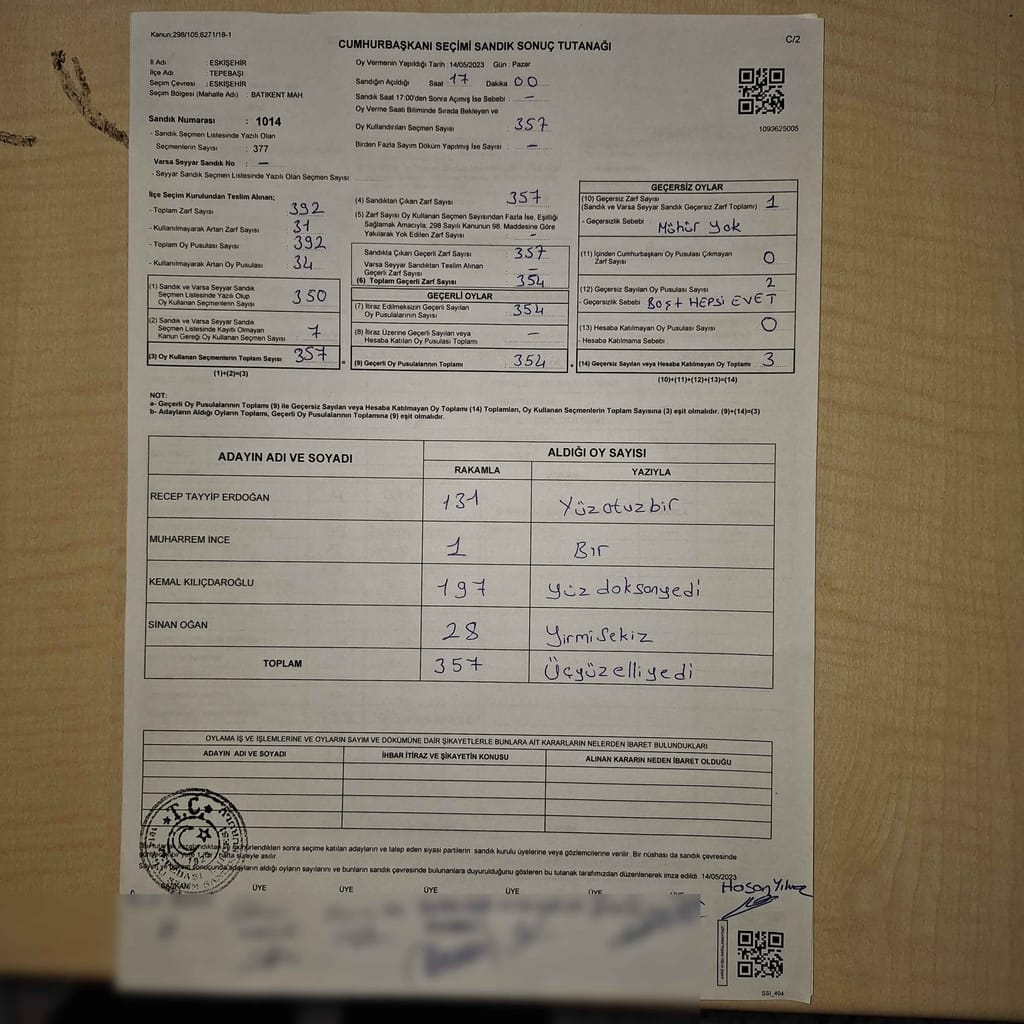 Kanun,298/105,6271/18-1
C/2
CUMHURBAŞKANI SEÇİMİ SANDIK SONUÇ TUTANAĞI
İl Adı : ESKİŞEHİR
İlçe Adı : TEPEBAŞI
Seçim Çevresi : ESKİŞEHİR
Seçim Bölgesi (Mahalle Adı) : BATIKENT MAH.
Sandık Numarası : 1014
- Sandık Seçmen Listesinde Yazılı Olan
Seçmenlerin Sayısı : 377
Varsa Seyyar Sandık No : —
- Seyyar Sandık Seçmen Listesinde Yazılı Olan Seçmen Sayısı:
Oy Vermenin Yapıldığı Tarih : 14/05/2023 Gün : Pazar
Sandığın Açıldığı Saat 17 Dakika 00
Sandık Saat 17:00'den Sonra Açımış İse Sebebi : —
Oy Verme Saati Bitiminde Sırada Bekleyen ve
Oy Kullandırılan Seçmen Sayısı : 357
Birden Fazla Sayım Döküm Yapılmış İse Sayısı : —
1093625005
İlçe Seçim Kurulundan Teslim Alınan;
- Toplam Zarf Sayısı : 392
- Kullanılmayarak Artan Zarf Sayısı : 31
- Toplam Oy Pusulası Sayısı : 392
- Kullanılmayarak Artan Oy Pusulası : 34
(1) Sandık ve Varsa Seyyar Sandık
Seçmen Listesinde Yazılı Olup
Oy Kullanan Seçmenlerin Sayısı : 350
(2) Sandık ve Varsa Seyyar Sandık
Seçmen Listesinde Kayıtlı Olmayan
Kanun Gereği Oy Kullanan Seçmen Sayısı : 7
(3) Oy Kullanan Seçmenlerin Toplam Sayısı : 357
(1)+(2)=(3)
(4) Sandıktan Çıkan Zarf Sayısı : 357
(5) Zarf Sayısı Oy Kullanan Seçmen Sayısından Fazla İse, Eşitliği
Sağlamak Amacıyla, 298 Sayılı Kanunun 98. Maddesine Göre
Yakılarak Yok Edilen Zarf Sayısı : —
Sandıkla Çıkan Geçerli Zarf Sayısı : 357
Varsa Seyyar Sandıktan Teslim Alınan
Geçerli Zarf Sayısı : —
(6) Toplam Geçerli Zarf Sayısı : 354
GEÇERLİ OYLAR
(7) İtiraz Edilmeksizin Geçerli Sayılan
Oy Pusulalarının Sayısı : 354
(8) İtiraz Üzerine Geçerli Sayılan veya
Hesaba Katılan Oy Pusulası Toplamı : —
= (9) Geçerli Oy Pusulalarının Toplamı : 354
GEÇERSİZ OYLAR
(10) Geçersiz Zarf Sayısı : 1
(Sandık ve Varsa Seyyar Sandık Geçersiz Zarf Toplamı)
- Geçersizlik Sebebi : Mühür Yok
(11) İçinden Cumhurbaşkanı Oy Pusulası Çıkmayan
Zarf Sayısı : 0
(12) Geçersiz Sayılan Oy Pusulası Sayısı : 2
- Geçersizlik Sebebi : BOŞ+ HEPSİ EVET
(13) Hesaba Katılmayan Oy Pusulası Sayısı : 0
- Hesaba Katılmama Sebebi :
(14) Geçersiz Sayılan veya Hesaba Katılmayan Oy Toplamı : 3
(10)+(11)+(12)+(13)=(14)
NOT:
a- Geçerli Oy Pusulalarının Toplamı (9) ile Geçersiz Sayılan veya Hesaba Katılmayan Oy Toplamı (14) Toplamları, Oy Kullanan Seçmenlerin Toplam Sayısına (3) eşit olmalıdır. (9)+(14)=(3)
b- Adayların Aldığı Oyların Toplamı, Geçerli Oy Pusulalarının Toplamına (9) eşit olmalıdır.
ADAYIN ADI VE SOYADI ALDIĞI OY SAYISI
RAKAMLA YAZIYLA
RECEP TAYYİP ERDOĞAN 131 Yüzotuzbir
MUHARREM İNCE 1 Bir
KEMAL KILIÇDAROĞLU 197 Yüz doksanyedi
SİNAN OĞAN 28 Yirmisekiz
TOPLAM 357 Üçyüzelliyedi
OYLAMA İŞ VE İŞLEMLERİNE VE OYLARIN SAYIM VE DÖKÜMÜNE DAİR ŞİKAYETLERLE BUNLARA AİT KARARLARIN NELERDEN İBARET BULUNDUKLARI
ADAYIN ADI VE SOYADI İHBAR İTİRAZ VE ŞİKAYETİN KONUSU ALINAN KARARIN NEDEN İBARET OLDUĞU
T.C.
sonra seçime katılan adayların ve talep eden siyasi partilerin sandık kurulu üyelerine veya gözlemcilerine verilir. Bir nüshası da sandık çevresinde
hafta süreyle asılır
adayların aldığı oyların sayılarını ve bunların sandık çevresinde bulunanlara duyurulduğunu gösteren bu tutanak tarafımızdan düzenlenerek imza edildi. 14/05/2023
ÜYE ÜYE ÜYE ÜYE ÜYE
Hasan Yılmaz
SGI_404